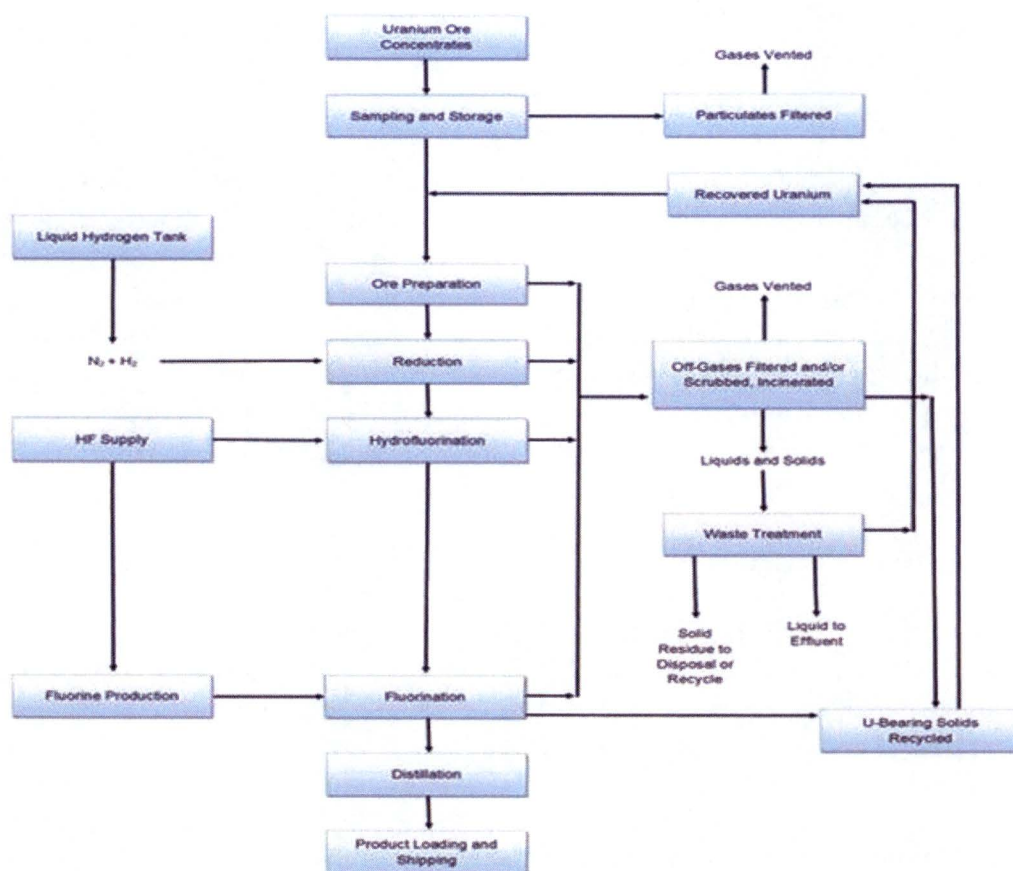 Uranium Ore
Concentrates
Gases Vented
Sampling and Storage
Particulates Filtered
Recovered Uranium
Liquid Hydrogen Tank
Ore Preparation
Gases Vented
N₂ + H₂
Reduction
Off-Gases Filtered and/or
Scrubbed, Incinerated
HF Supply
Hydrofluorination
Liquids and Solids
Waste Treatment
Solid
Residue to
Disposal or
Recycle
Liquid to
Effluent
Fluorine Production
Fluorination
U-Bearing Solids
Recycled
Distillation
Product Loading and
Shipping